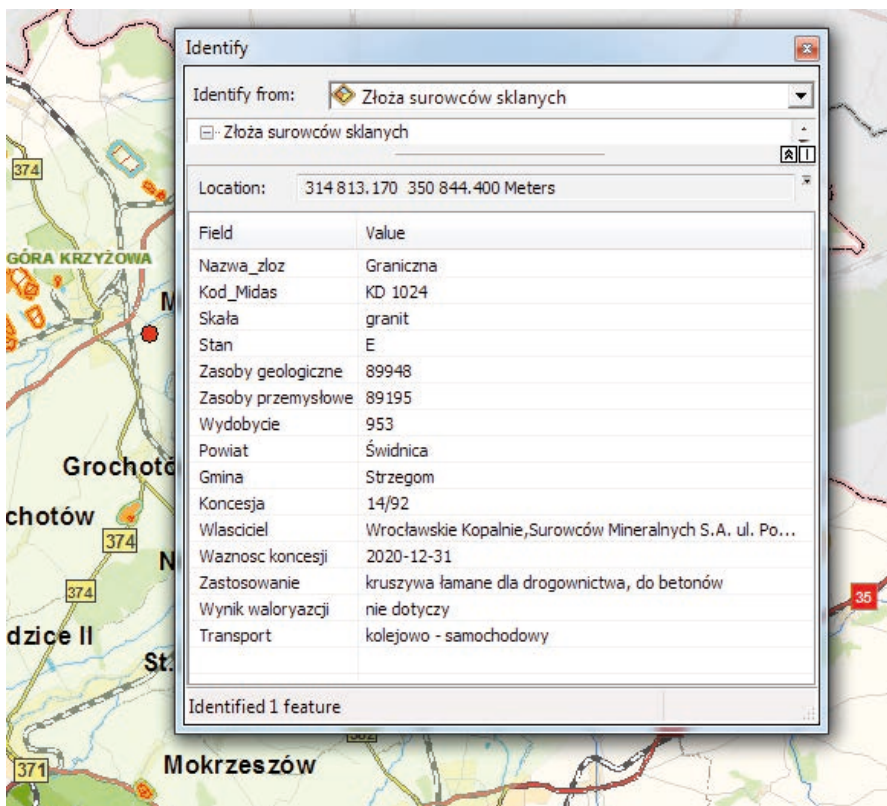 Identify
Identify from: Złoża surowców sklanych
Złoża surowców sklanych
Location: 314 813.170 350 844.400 Meters
Field Value
Nazwa_zloz Graniczna
Kod_Midas KD 1024
Skała granit
Stan E
Zasoby geologiczne 89948
Zasoby przemysłowe 89195
Wydobycie 953
Powiat Świdnica
Gmina Strzegom
Koncesja 14/92
Wlasciciel Wrocławskie Kopalnie,Surowców Mineralnych S.A. ul. Po...
Waznosc koncesji 2020-12-31
Zastosowanie kruszywa łamane dla drogownictwa, do betonów
Wynik waloryazcji nie dotyczy
Transport kolejowo - samochodowy
Identified 1 feature
374
GÓRA KRZYŻOWA
M
Grochotó
chotów
374
N
374
35
dzice II
St.
371
Mokrzeszów